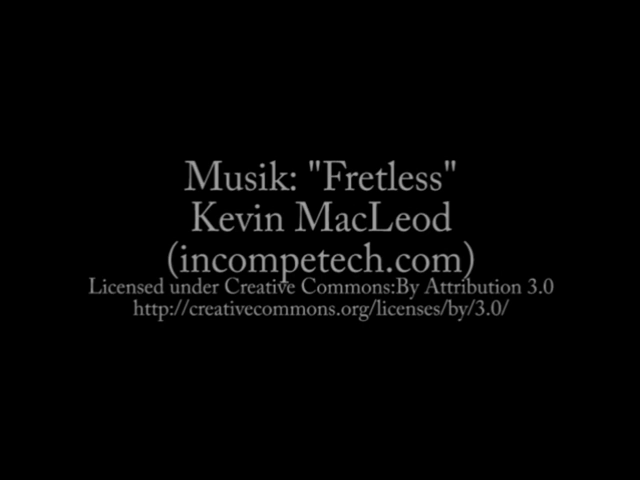 Musik: "Fretless"
Kevin MacLeod
(incompetech.com)
Licensed under Creative Commons:By Attribution 3.0
http://creativecommons.org/licenses/by/3.0/